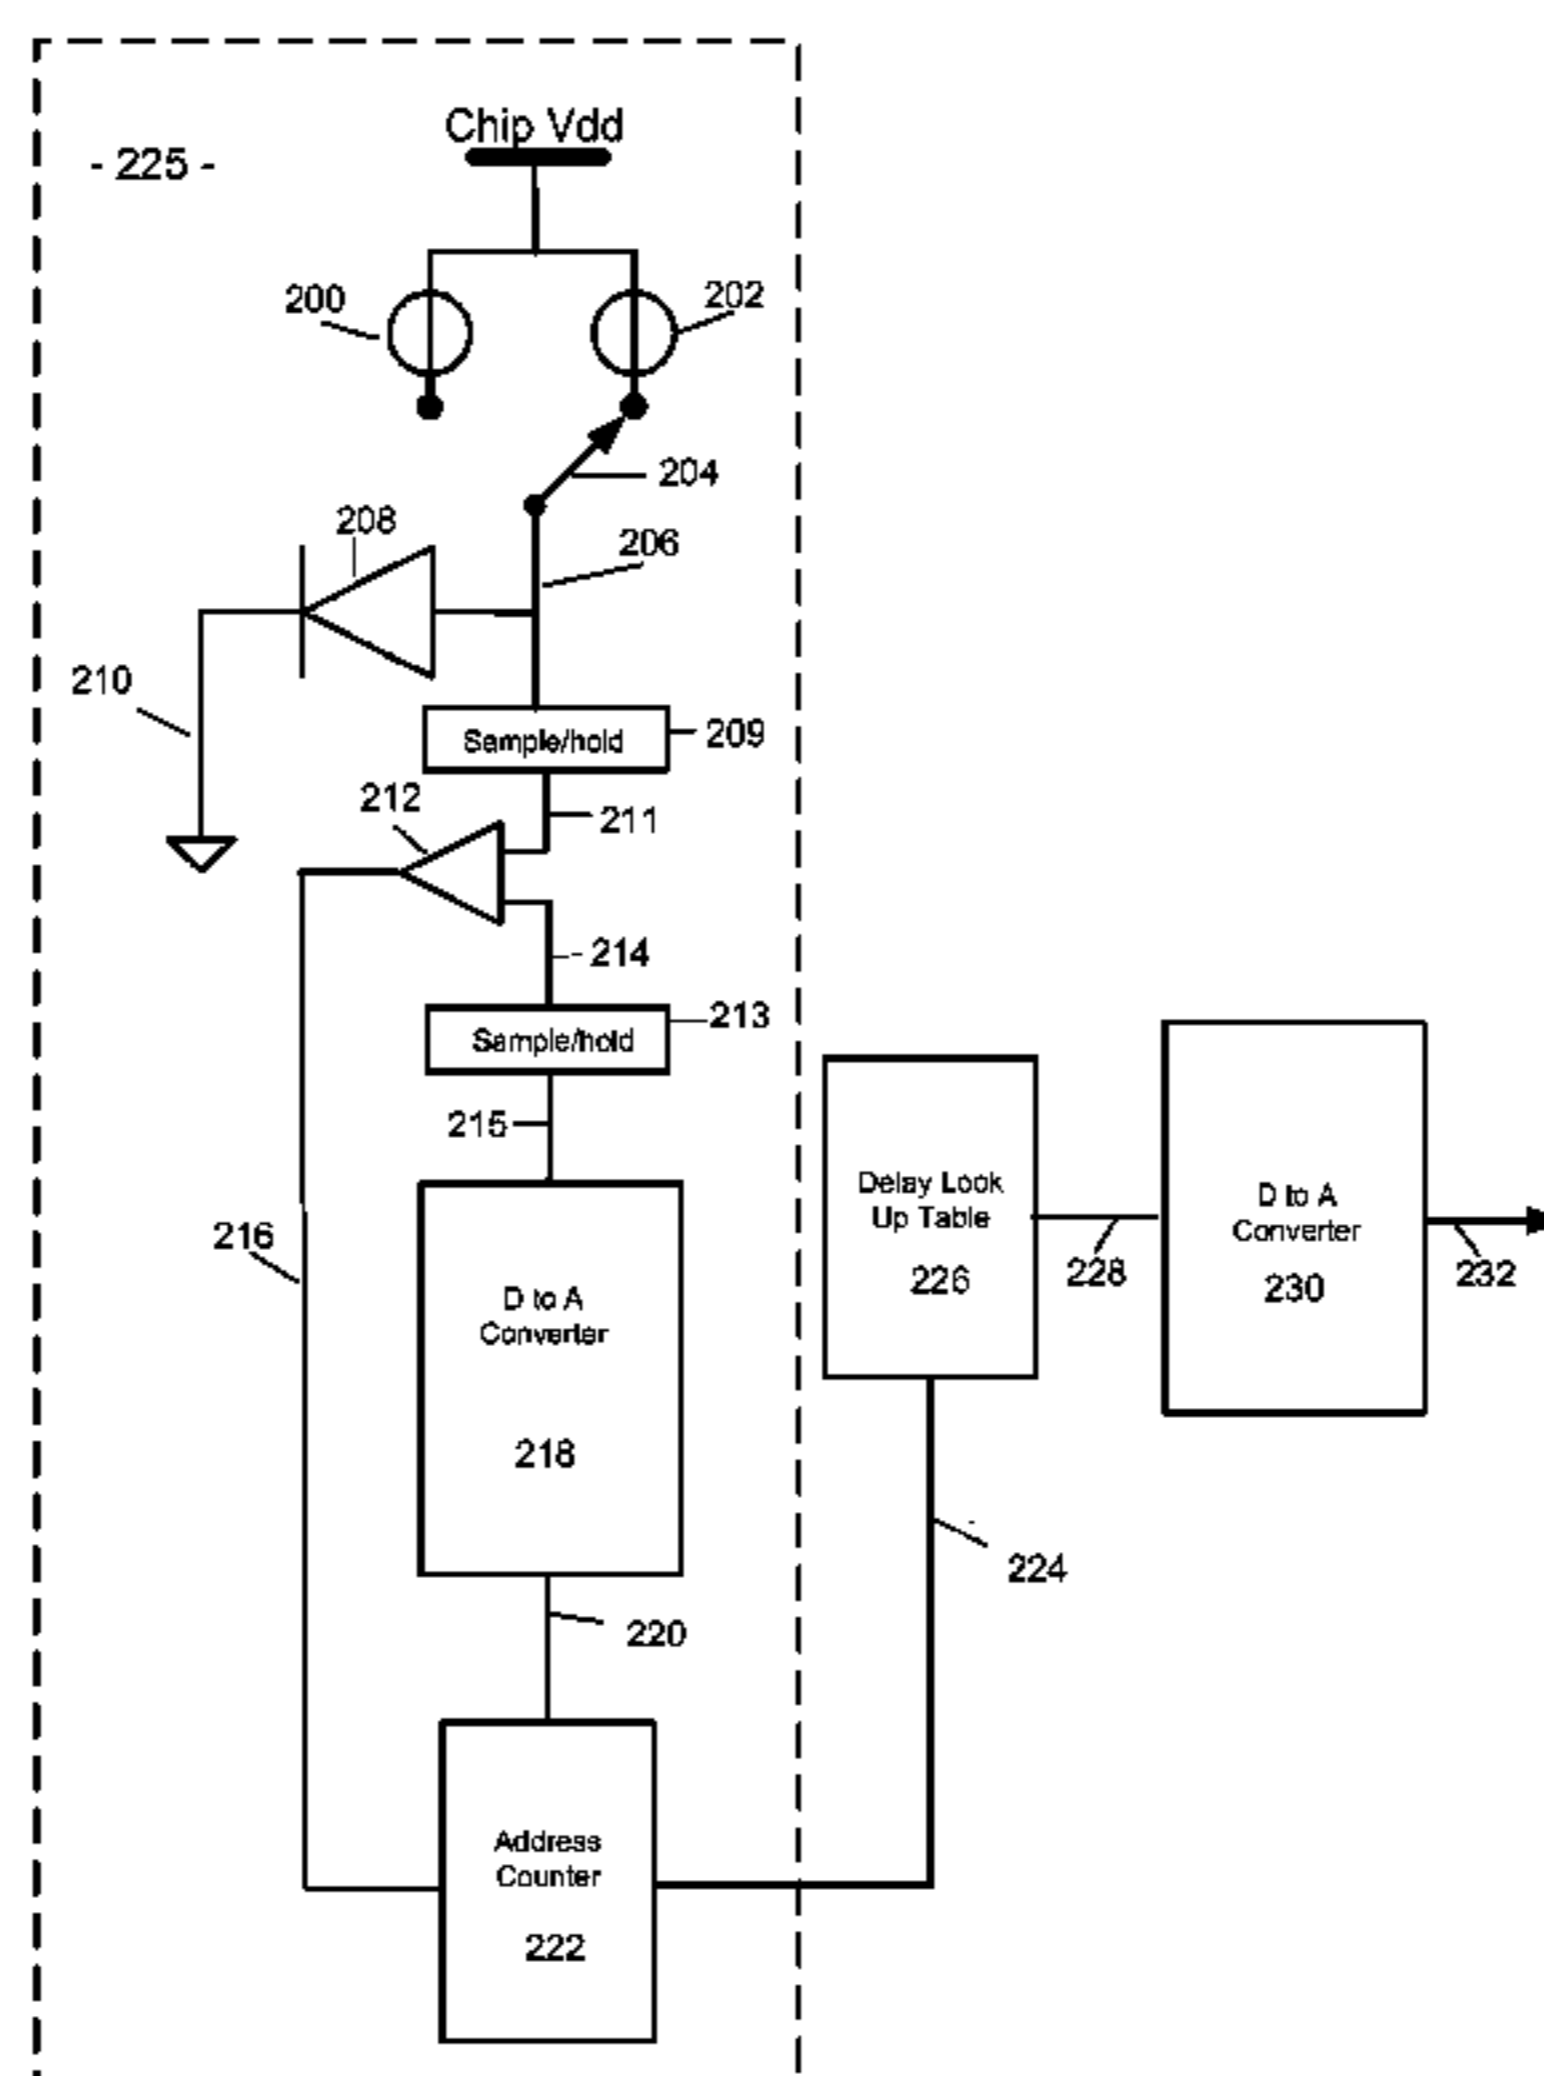 Chip Vdd
- 225 -
200
202
204
208
206
210
Sample/hold
209
212
211
214
213
Sample/hold
215
Delay Look
Up Table
226
D to A
Converter
230
228
232
216
D to A
Converter
218
224
220
Address
Counter
222